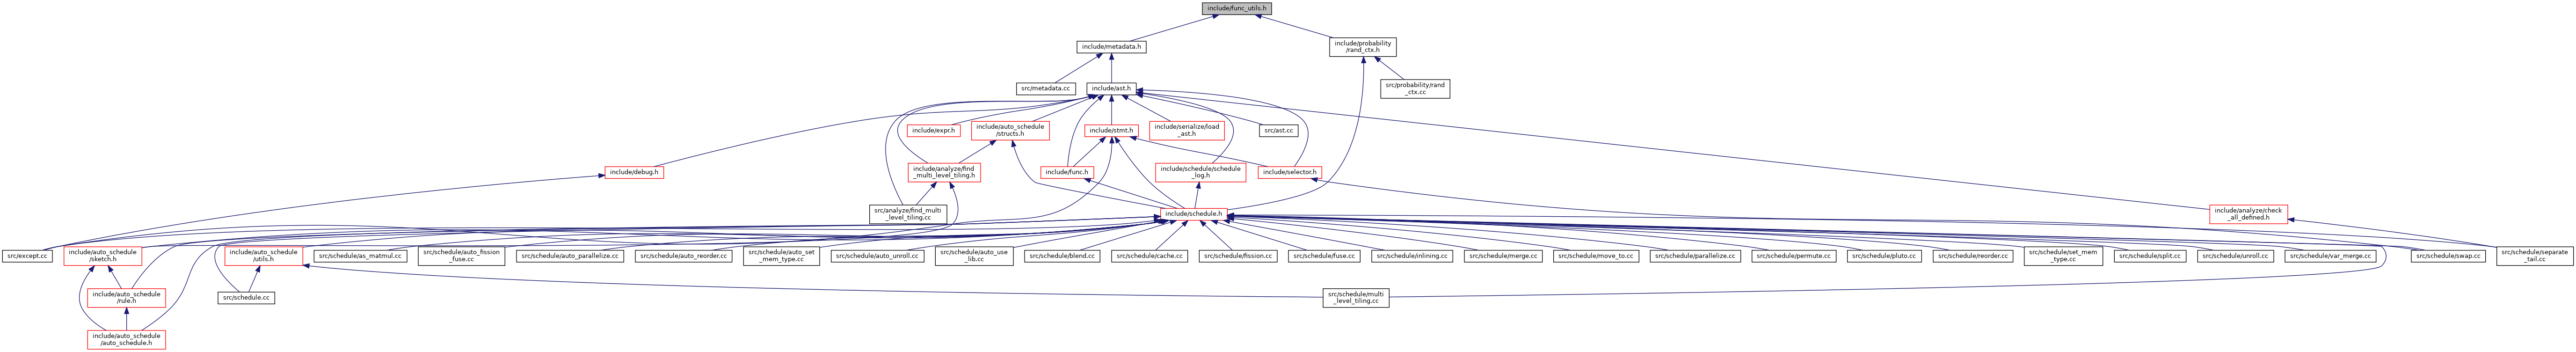 include/func_utils.h
include/metadata.h
include/probability
/rand_ctx.h
src/metadata.cc
include/ast.h
src/probability/rand
_ctx.cc
include/expr.h
include/auto_schedule
/structs.h
include/stmt.h
include/serialize/load
_ast.h
src/ast.cc
include/debug.h
include/analyze/find
_multi_level_tiling.h
include/func.h
include/schedule/schedule
_log.h
include/selector.h
src/analyze/find_multi
_level_tiling.cc
include/schedule.h
include/analyze/check
_all_defined.h
src/except.cc
include/auto_schedule
/sketch.h
include/auto_schedule
/utils.h
src/schedule/as_matmul.cc
src/schedule/auto_fission
_fuse.cc
src/schedule/auto_parallelize.cc
src/schedule/auto_reorder.cc
src/schedule/auto_set
_mem_type.cc
src/schedule/auto_unroll.cc
src/schedule/auto_use
_lib.cc
src/schedule/blend.cc
src/schedule/cache.cc
src/schedule/fission.cc
src/schedule/fuse.cc
src/schedule/inlining.cc
src/schedule/merge.cc
src/schedule/move_to.cc
src/schedule/parallelize.cc
src/schedule/permute.cc
src/schedule/pluto.cc
src/schedule/reorder.cc
src/schedule/set_mem
_type.cc
src/schedule/split.cc
src/schedule/unroll.cc
src/schedule/var_merge.cc
src/schedule/swap.cc
src/schedule/separate
_tail.cc
include/auto_schedule
/rule.h
src/schedule.cc
src/schedule/multi
_level_tiling.cc
include/auto_schedule
/auto_schedule.h